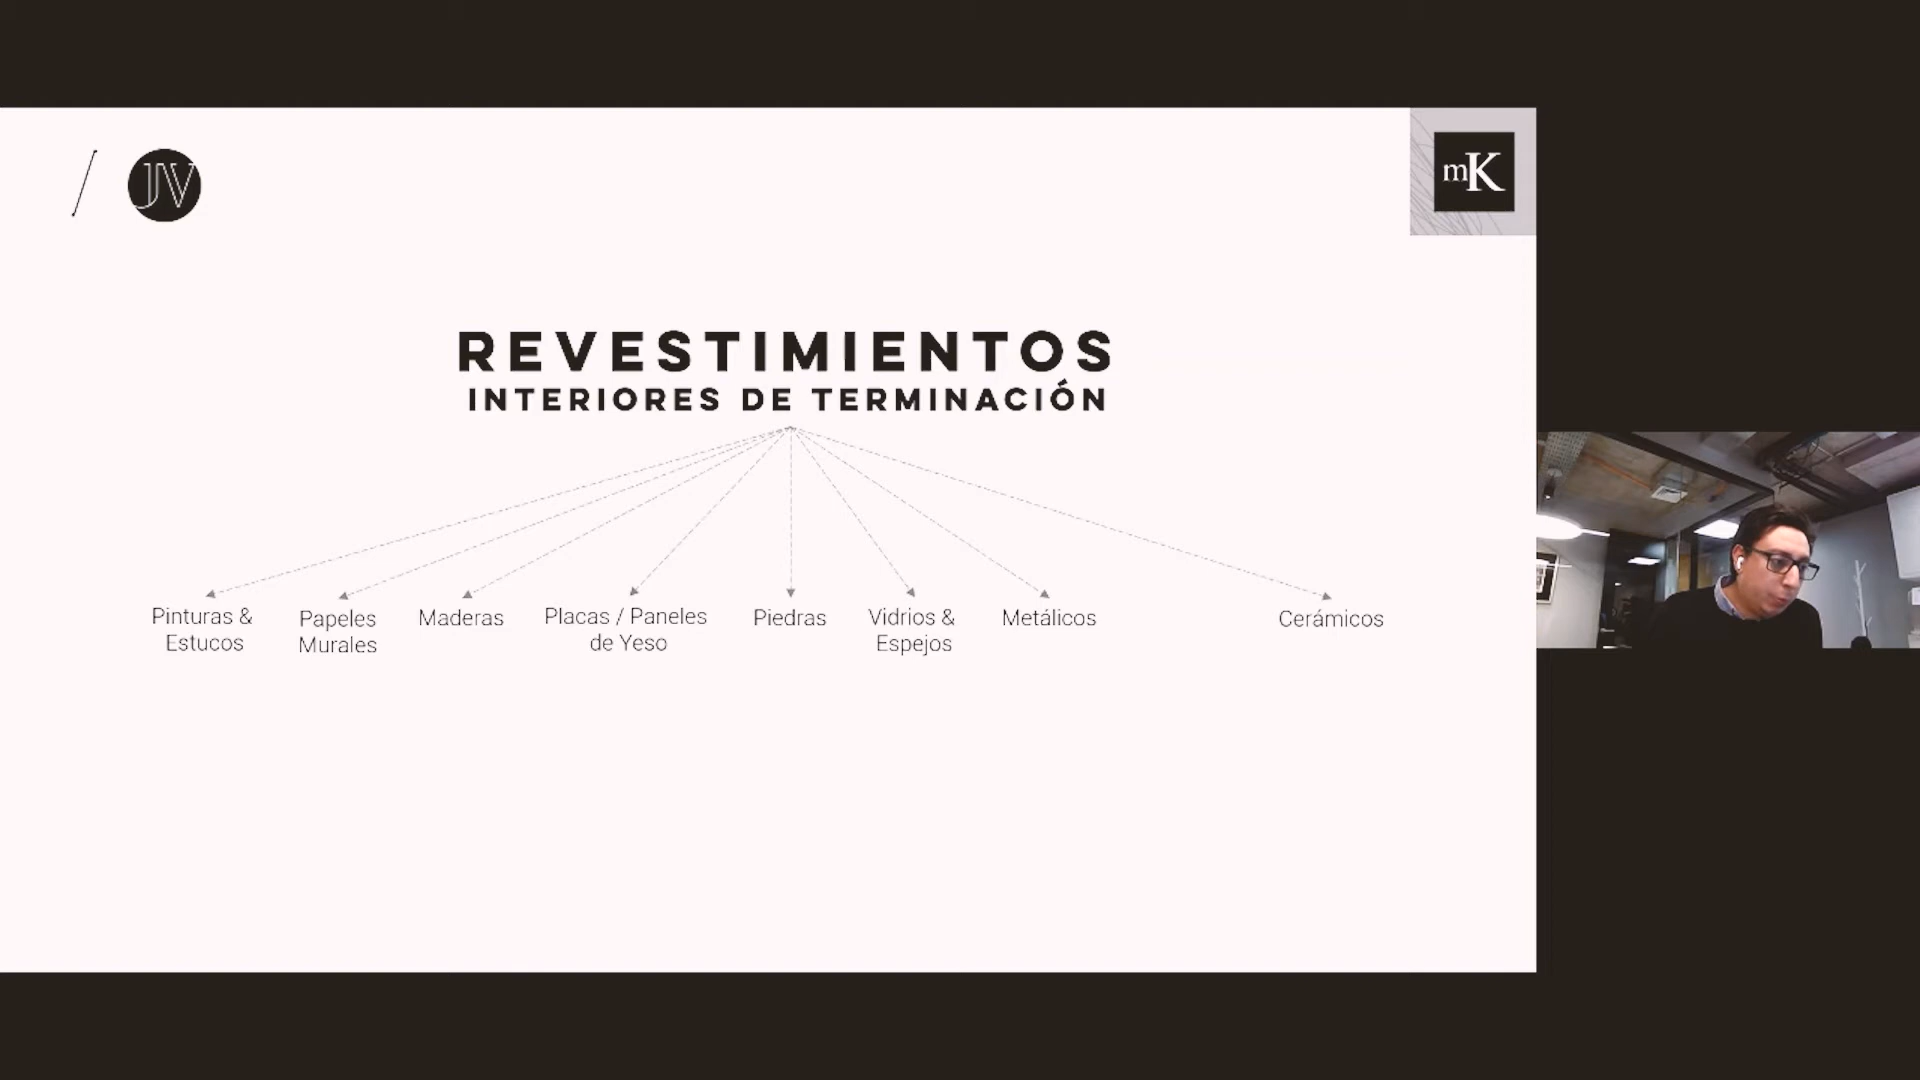 JV
mK
REVESTIMIENTOS
INTERIORES DE TERMINACIÓN
Pinturas &
Estucos
Papeles
Murales
Maderas
Placas / Paneles
de Yeso
Piedras
Vidrios &
Espejos
Metálicos
Cerámicos